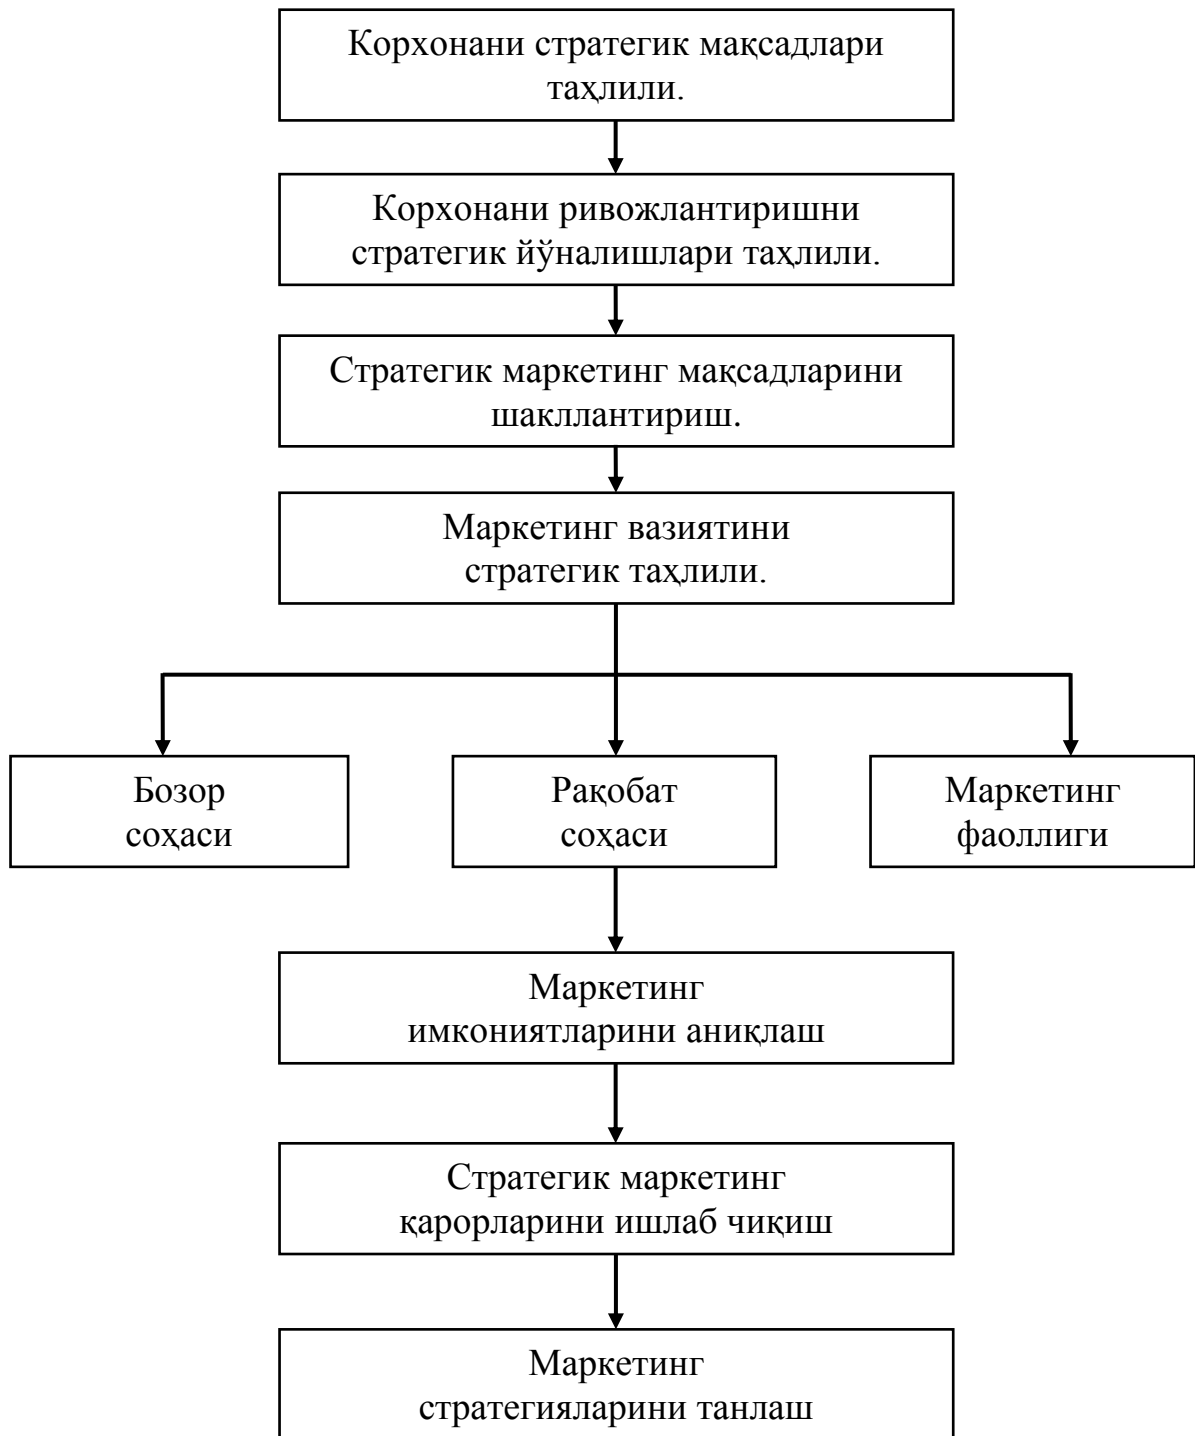 Корхонани стратегик мақсадлари
таҳлили.
Корхонани ривожлантиришни
стратегик йўналишлари таҳлили.
Стратегик маркетинг мақсадларини
шакллантириш.
Маркетинг вазиятини
стратегик таҳлили.
Бозор
соҳаси
Рақобат
соҳаси
Маркетинг
фаоллиги
Маркетинг
имкониятларини аниқлаш
Стратегик маркетинг
қарорларини ишлаб чиқиш
Маркетинг
стратегияларини танлаш